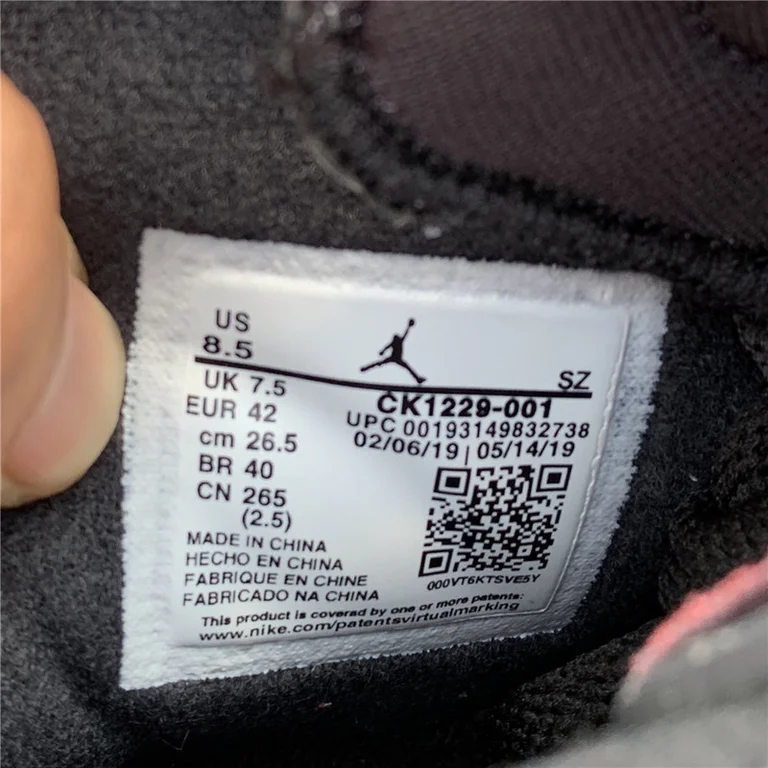 US
8.5
SZ
UK 7.5
EUR 42
cm 26.5
BR 40
CN 265
(2.5)
CK1229-001
UPC 00193149832738
02/06/19 | 05/14/19
000VT6KTSVE5Y
MADE IN CHINA
HECHO EN CHINA
FABRIQUE EN CHINE
FABRICADO NA CHINA
This product is covered by one or more patents:
www.nike.com/patentsvirtualmarking